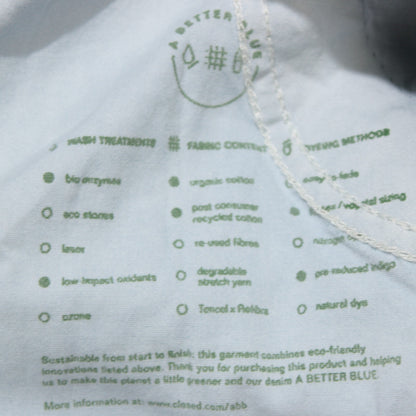 A BETTER BLUE
WASH TREATMENTS
bio enzymes
eco stones
laser
low-impact oxidants
ozone
FABRIC CONTENT
organic cotton
post consumer
recycled cotton
re-used fibres
degradable
stretch yarn
Tencel x Refibra
DYEING METHODS
sizing
pre-reduced indigo
natural dye
Sustainable from start to finish: this garment combines eco-friendly
innovations listed above. Thank you for purchasing this product and helping
us to make this planet a little greener and our denim A BETTER BLUE.
More information at: www.closed.com/abb